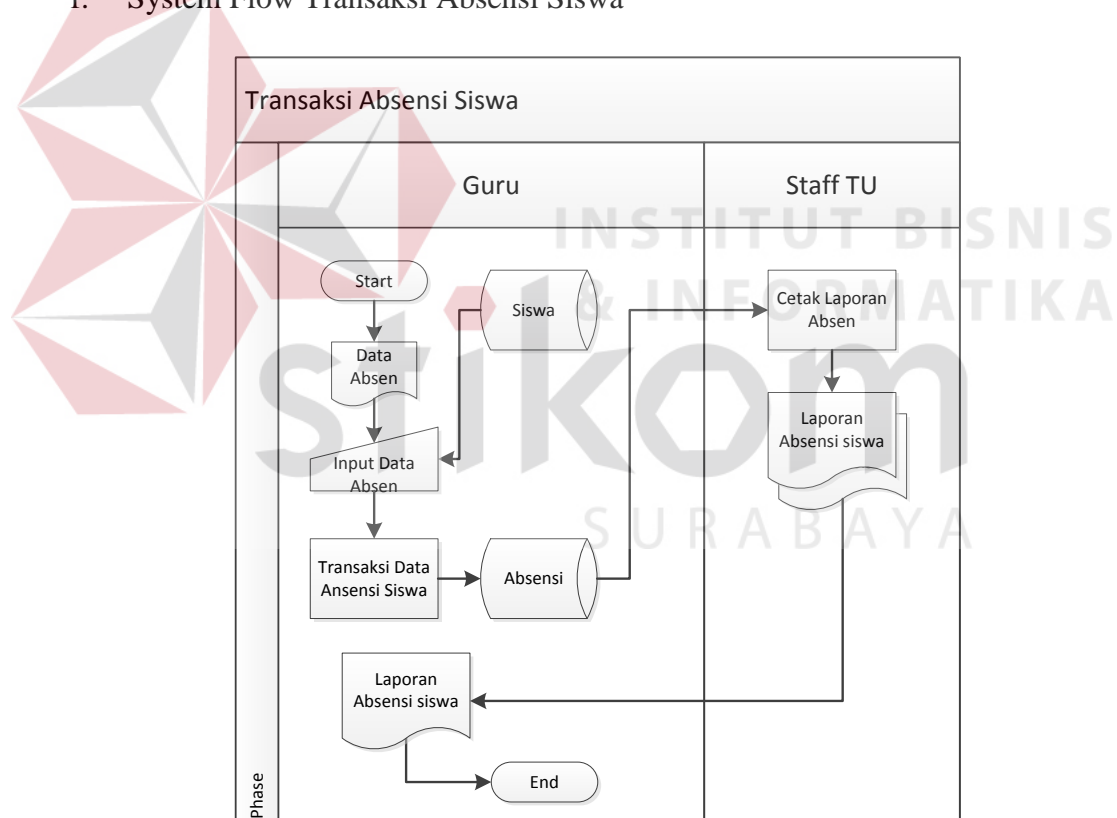 System Flow Transaksi Absensi Siswa
Transaksi Absensi Siswa
Guru
Staff TU
INSTITUT BISNIS
& INFORMATIKA
stikom
SURABAYA
Start
Siswa
Cetak Laporan
Absen
Data
Absen
Laporan
Absensi siswa
Input Data
Absen
Transaksi Data
Ansensi Siswa
Absensi
Laporan
Absensi siswa
End
Phase